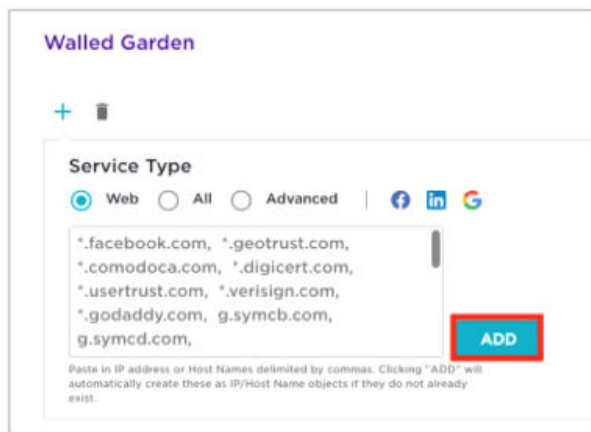 Walled Garden
Service Type
Web All Advanced
*.facebook.com, *.geotrust.com,
*.comodoca.com, *.digicert.com,
*.usertrust.com, *.verisign.com,
*.godaddy.com, g.symcb.com,
g.symcd.com,
ADD
Paste in IP address or Host Names delimited by commas. Clicking "ADD" will
automatically create these as IP/Host Name objects if they do not already
exist.